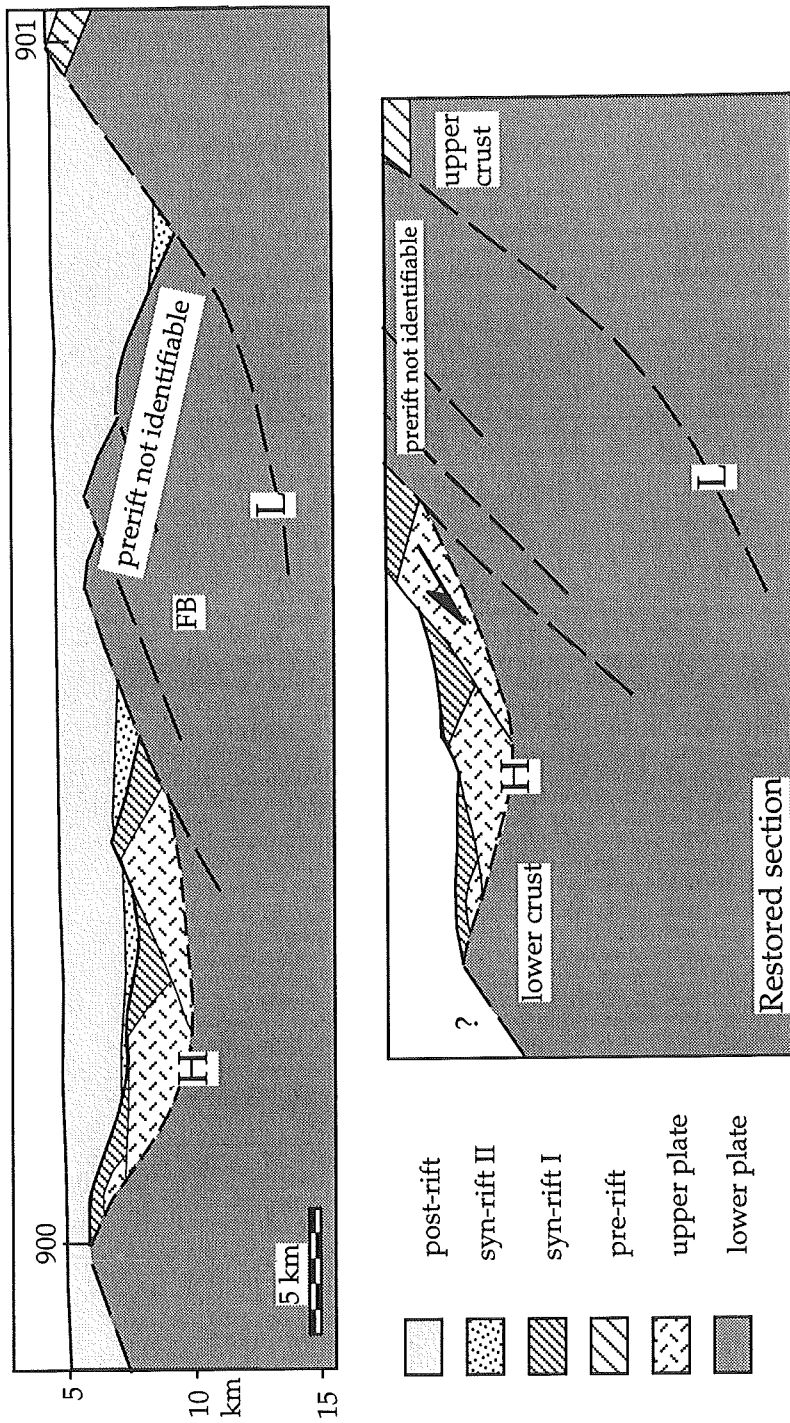 900
901
5
10
km
15
prerift not identifiable
FB
L
H
5 km
post-rift
syn-rift II
syn-rift I
pre-rift
upper plate
lower plate
?
lower crust
H
prerift not identifiable
upper
crust
L
Restored section